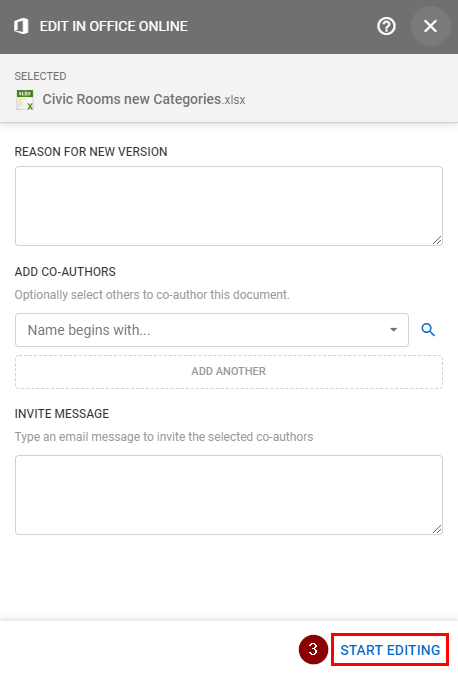 EDIT IN OFFICE ONLINE
SELECTED
XLSX
Civic Rooms new Categories.xlsx
REASON FOR NEW VERSION
ADD CO-AUTHORS
Optionally select others to co-author this document.
Name begins with...
ADD ANOTHER
INVITE MESSAGE
Type an email message to invite the selected co-authors
3 START EDITING